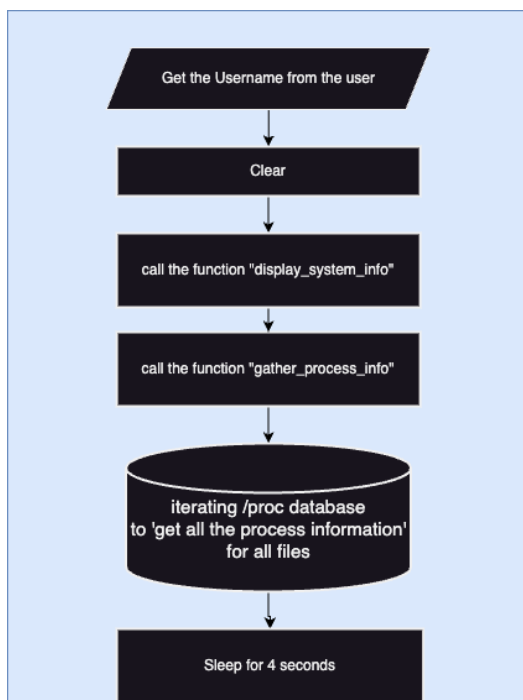 Get the Username from the user
Clear
call the function "display_system_info"
call the function "gather_process_info"
iterating /proc database
to 'get all the process information'
for all files
Sleep for 4 seconds